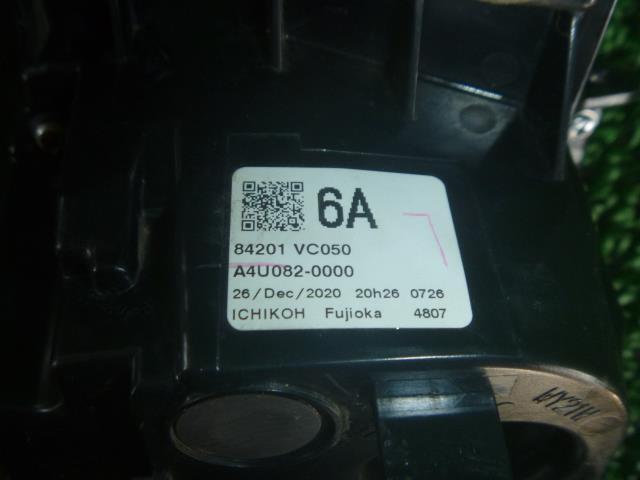 6A
84201 VC050
A4U082-0000
26/Dec/2020 20h26 0726
ICHIKOH Fujioka 4807